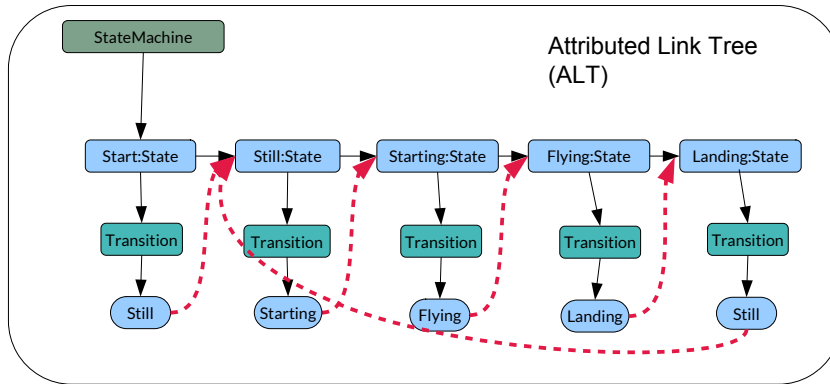 StateMachine
Attributed Link Tree
(ALT)
Start:State
Still:State
Starting:State
Flying:State
Landing:State
Transition
Transition
Transition
Transition
Transition
Still
Starting
Flying
Landing
Still